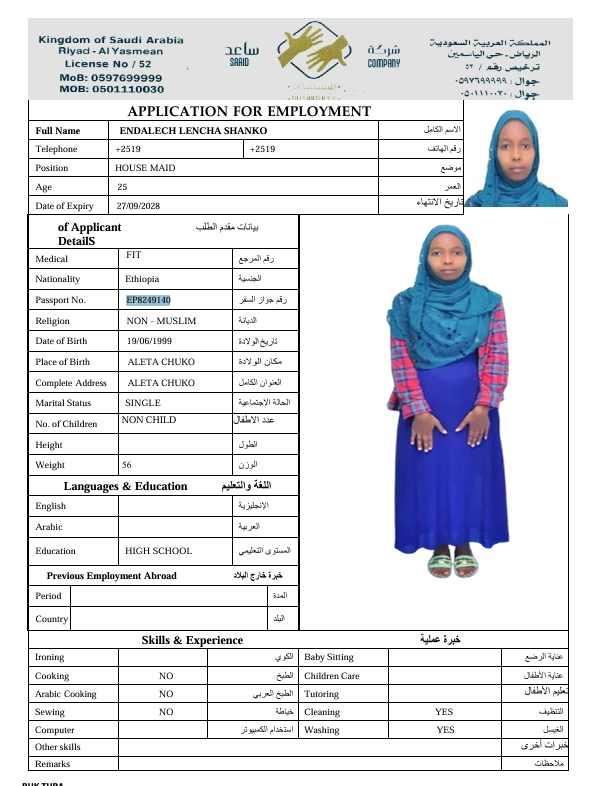 Kingdom of Saudi Arabia
Riyad - Al Yasmean
License No / 52
MoB: 0597699999
MOB: 0501110030
ساعد
SAAID
شركة
COMPANY
المملكة العربية السعودية
الرياض - حي الياسمين
ترخيص رقم / ٥٢
جوال : ٠٥٩٧٦٩٩٩٩٩
جوال : ٠٥٠١١١٠٠٣٠
APPLICATION FOR EMPLOYMENT
Full Name ENDALECH LENCHA SHANKO الاسم الكامل
Telephone +2519 +2519 رقم الهاتف
Position HOUSE MAID موضع
Age 25 العمر
Date of Expiry 27/09/2028 تاريخ الانتهاء
of Applicant بيانات مقدم الطلب
DetailS
Medical FIT رقم المرجع
Nationality Ethiopia الجنسية
Passport No. EP8249140 رقم جواز السفر
Religion NON - MUSLIM الديانة
Date of Birth 19/06/1999 تاريخ الولادة
Place of Birth ALETA CHUKO مكان الولادة
Complete Address ALETA CHUKO العنوان الكامل
Marital Status SINGLE الحالة الاجتماعية
No. of Children NON CHILD عدد الاطفال
Height الطول
Weight 56 الوزن
Languages & Education اللغة والتعليم
English الإنجليزية
Arabic العربية
Education HIGH SCHOOL المستوى التعليمي
Previous Employment Abroad خبرة خارج البلاد
Period المدة
Country البلد
Skills & Experience خبرة عملية
Ironing الكوي Baby Sitting عناية الرضع
Cooking NO الطبخ Children Care عناية الأطفال
Arabic Cooking NO الطبخ العربي Tutoring تعليم الأطفال
Sewing NO خياطة Cleaning YES التنظيف
Computer استخدام الكمبيوتر Washing YES الغيسل
Other skills خبرات أخرى
Remarks ملاحظات